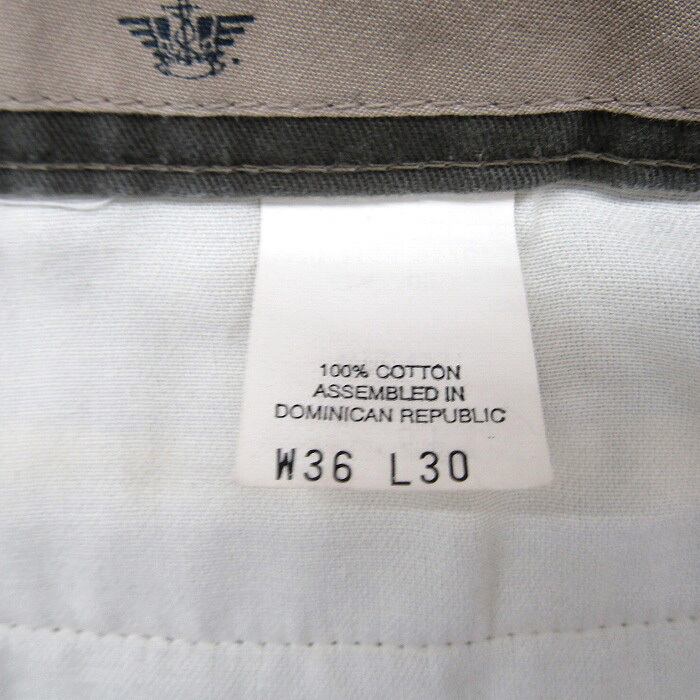 100% COTTON
ASSEMBLED IN
DOMINICAN REPUBLIC
W36 L30